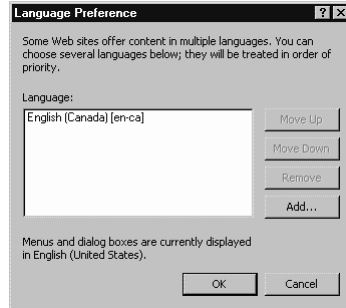 Language Preference
Some Web sites offer content in multiple languages. You can
choose several languages below; they will be treated in order of
priority.
Language:
English (Canada) [en-ca]
Move Up
Move Down
Remove
Add...
Menus and dialog boxes are currently displayed
in English (United States).
OK Cancel